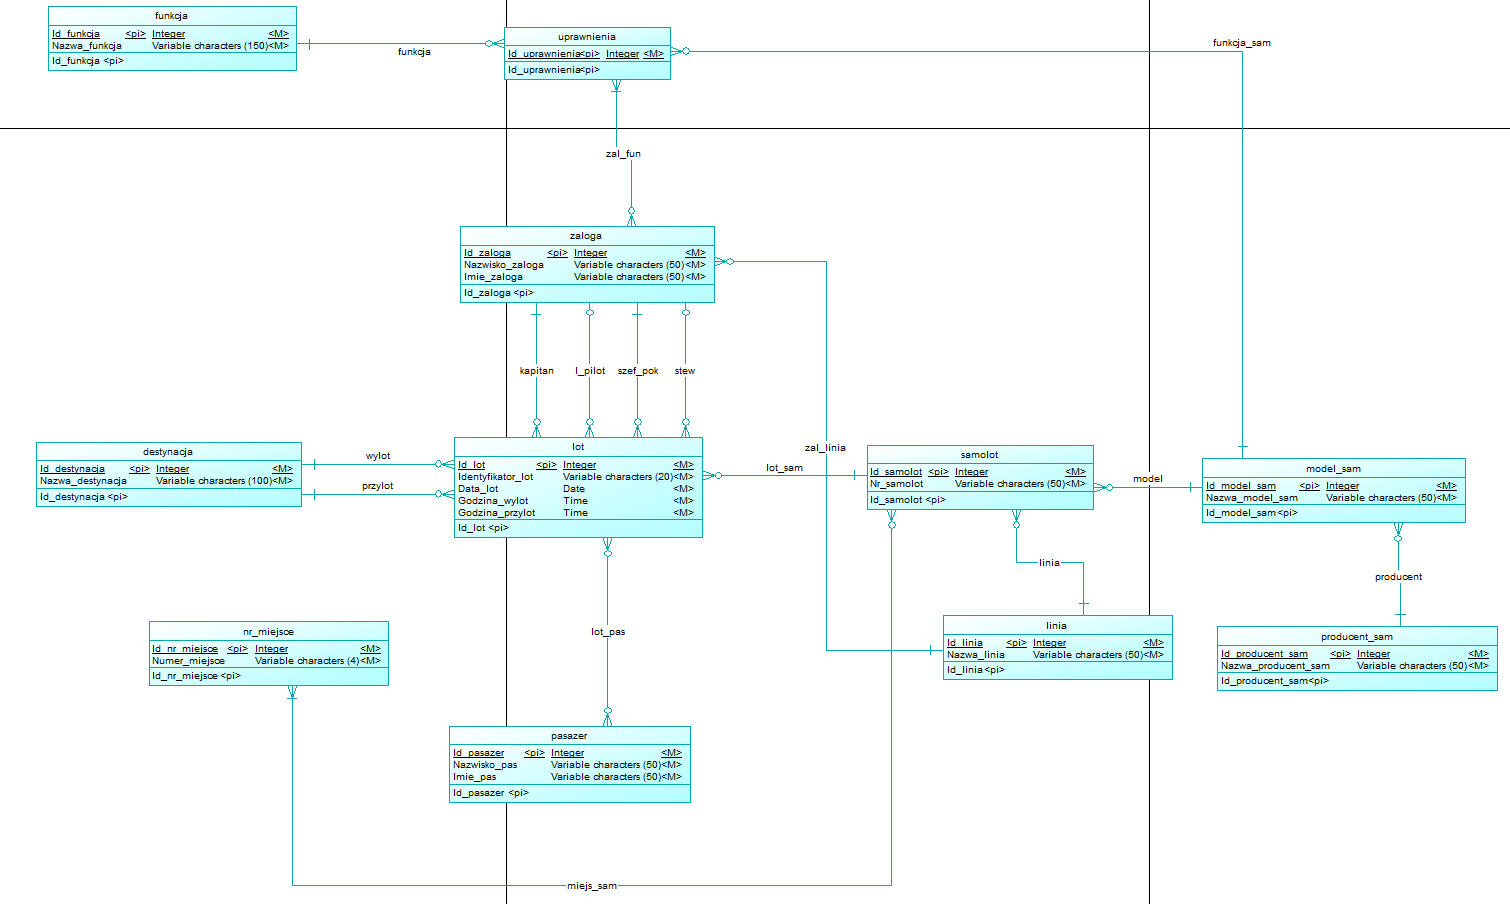 funkcja
Id_funkcja <pi> Integer <M>
Nazwa_funkcja Variable characters (150) <M>
Id_funkcja <pi>
funkcja
uprawnienia
Id_uprawnienia <pi> Integer <M>
Id_uprawnienia <pi>
funkcja_sam
zal_fun
zaloga
Id_zaloga <pi> Integer <M>
Nazwisko_zaloga Variable characters (50) <M>
Imie_zaloga Variable characters (50) <M>
Id_zaloga <pi>
kapitan
I_pilot
szef_pok
stew
zal_linia
destynacja
Id_destynacja <pi> Integer <M>
Nazwa_destynacja Variable characters (100) <M>
Id_destynacja <pi>
wylot
przylot
lot
Id_lot <pi> Integer <M>
Identyfikator_lot Variable characters (20) <M>
Data_lot Date <M>
Godzina_wylot Time <M>
Godzina_przylot Time <M>
Id_lot <pi>
lot_sam
samolot
Id_samolot <pi> Integer <M>
Nr_samolot Variable characters (50) <M>
Id_samolot <pi>
model
model_sam
Id_model_sam <pi> Integer <M>
Nazwa_model_sam Variable characters (50) <M>
Id_model_sam <pi>
linia
producent
nr_miejsce
Id_nr_miejsce <pi> Integer <M>
Numer_miejsce Variable characters (4) <M>
Id_nr_miejsce <pi>
lot_pas
linia
Id_linia <pi> Integer <M>
Nazwa_linia Variable characters (50) <M>
Id_linia <pi>
producent_sam
Id_producent_sam <pi> Integer <M>
Nazwa_producent_sam Variable characters (50) <M>
Id_producent_sam <pi>
pasazer
Id_pasazer <pi> Integer <M>
Nazwisko_pas Variable characters (50) <M>
Imie_pas Variable characters (50) <M>
Id_pasazer <pi>
miejs_sam